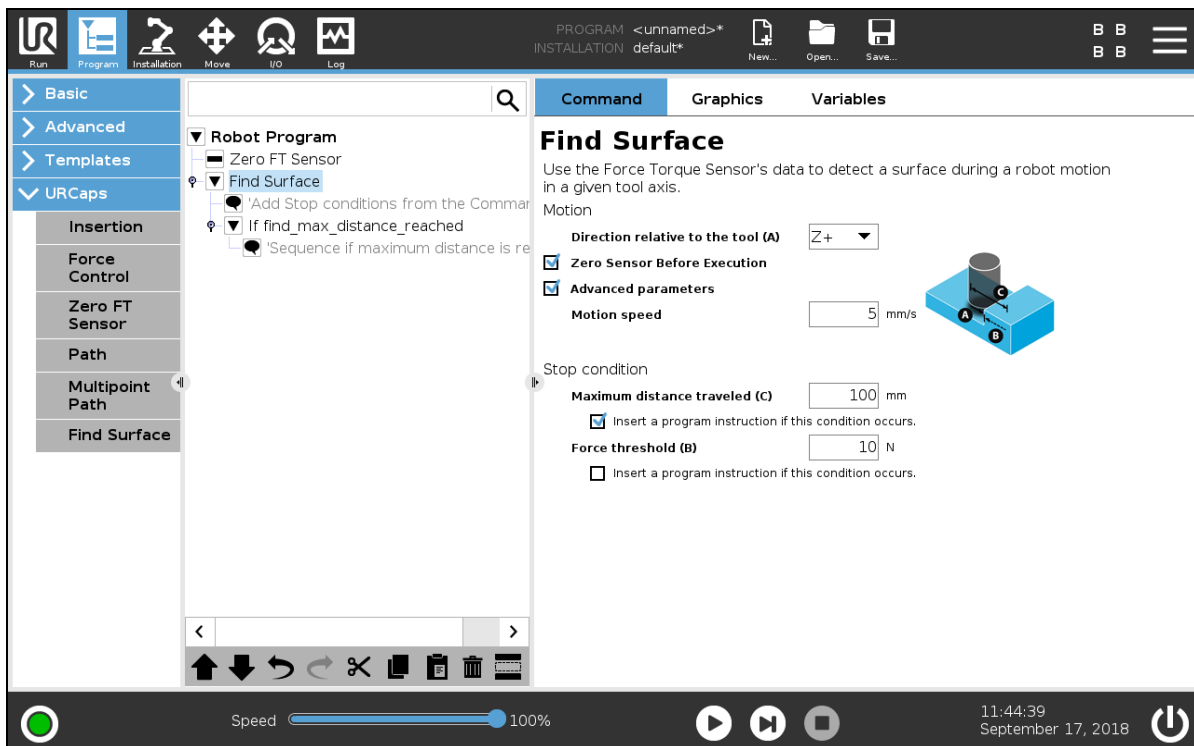 PROGRAM <unnamed>*
INSTALLATION default*
UR
Run
Program
Installation
Move
I/O
Log
New...
Open...
Save...
B B
B B
Basic
Advanced
Templates
URCaps
Insertion
Force
Control
Zero FT
Sensor
Path
Multipoint
Path
Find Surface
Robot Program
Zero FT Sensor
Find Surface
'Add Stop conditions from the Commar
If find_max_distance_reached
'Sequence if maximum distance is re
Command Graphics Variables
Find Surface
Use the Force Torque Sensor's data to detect a surface during a robot motion
in a given tool axis.
Motion
Direction relative to the tool (A) Z+
Zero Sensor Before Execution
Advanced parameters
Motion speed 5 mm/s
C
A
B
Stop condition
Maximum distance traveled (C) 100 mm
Insert a program instruction if this condition occurs.
Force threshold (B) 10 N
Insert a program instruction if this condition occurs.
Speed 100%
11:44:39
September 17, 2018